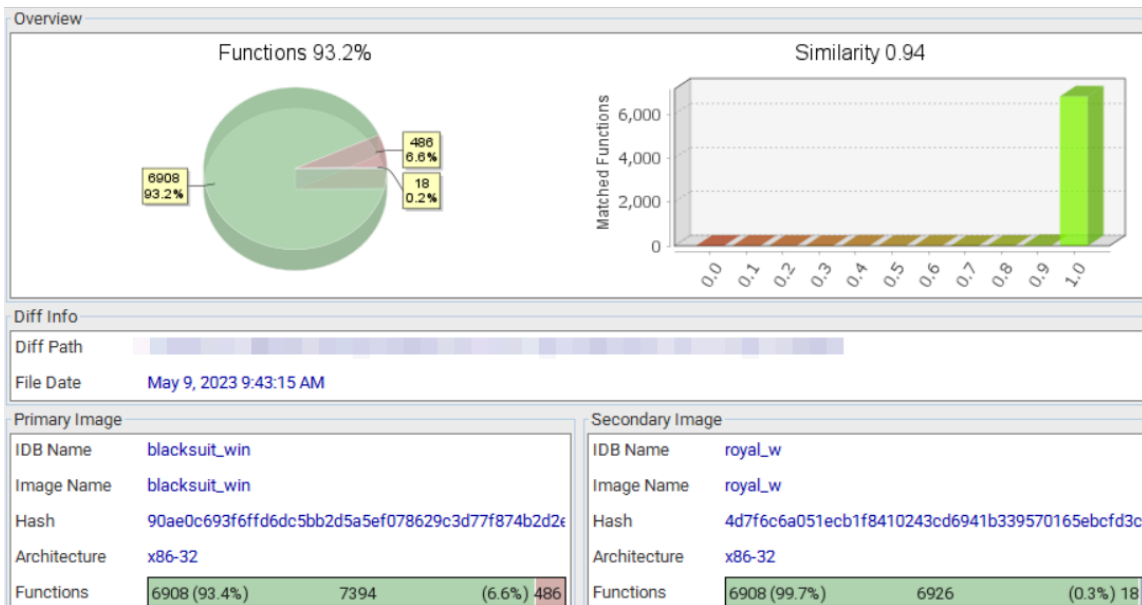 Overview
Functions 93.2%
6908
93.2%
486
6.6%
18
0.2%
Similarity 0.94
Matched Functions
6,000
4,000
2,000
0
0.0 0.1 0.2 0.3 0.4 0.5 0.6 0.7 0.8 0.9 1.0
Diff Info
Diff Path
File Date May 9, 2023 9:43:15 AM
Primary Image
IDB Name blacksuit_win
Image Name blacksuit_win
Hash 90ae0c693f6ffd6dc5bb2d5a5ef078629c3d77f874b2d2e
Architecture x86-32
Functions 6908 (93.4%) 7394 (6.6%) 486
Secondary Image
IDB Name royal_w
Image Name royal_w
Hash 4d7f6c6a051ecb1f8410243cd6941b339570165ebcfd3c
Architecture x86-32
Functions 6908 (99.7%) 6926 (0.3%) 18